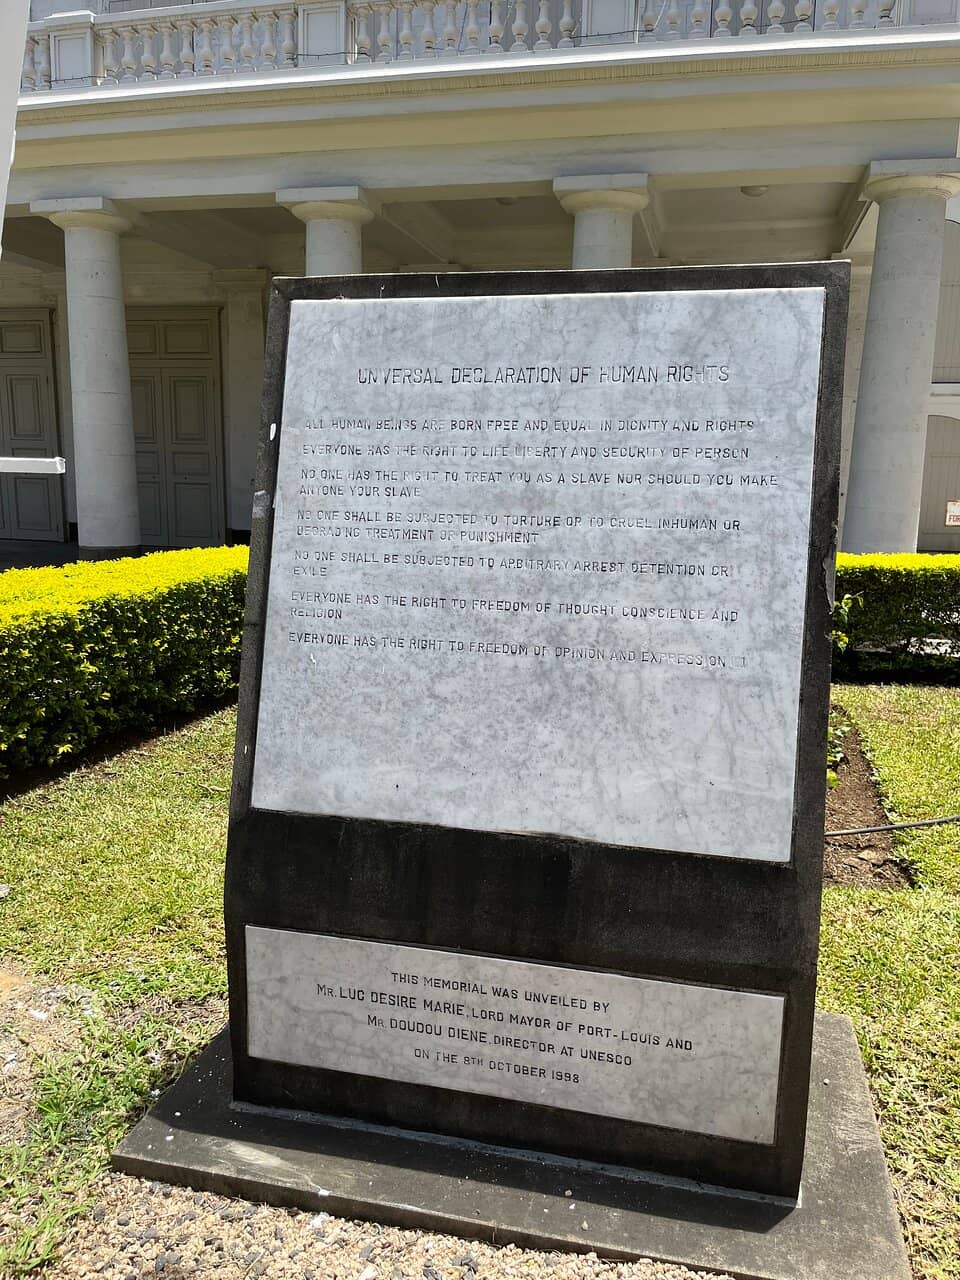 UNIVERSAL DECLARATION OF HUMAN RIGHTS
ALL HUMAN BEINGS ARE BORN FREE AND EQUAL IN DIGNITY AND RIGHTS
EVERYONE HAS THE RIGHT TO LIFE LIBERTY AND SECURITY OF PERSON
NO ONE HAS THE RIGHT TO TREAT YOU AS A SLAVE NOR SHOULD YOU MAKE
ANYONE YOUR SLAVE
NO ONE SHALL BE SUBJECTED TO TORTURE OR TO CRUEL INHUMAN OR
DEGRADING TREATMENT OR PUNISHMENT
NO ONE SHALL BE SUBJECTED TO ARBITRARY ARREST DETENTION OR
EXILE
EVERYONE HAS THE RIGHT TO FREEDOM OF THOUGHT CONSCIENCE AND
RELIGION
EVERYONE HAS THE RIGHT TO FREEDOM OF OPINION AND EXPRESSION
THIS MEMORIAL WAS UNVEILED BY
MR. LUC DESIRE MARIE, LORD MAYOR OF PORT-LOUIS AND
MR. DOUDOU DIENE, DIRECTOR AT UNESCO
ON THE 8TH OCTOBER 1998